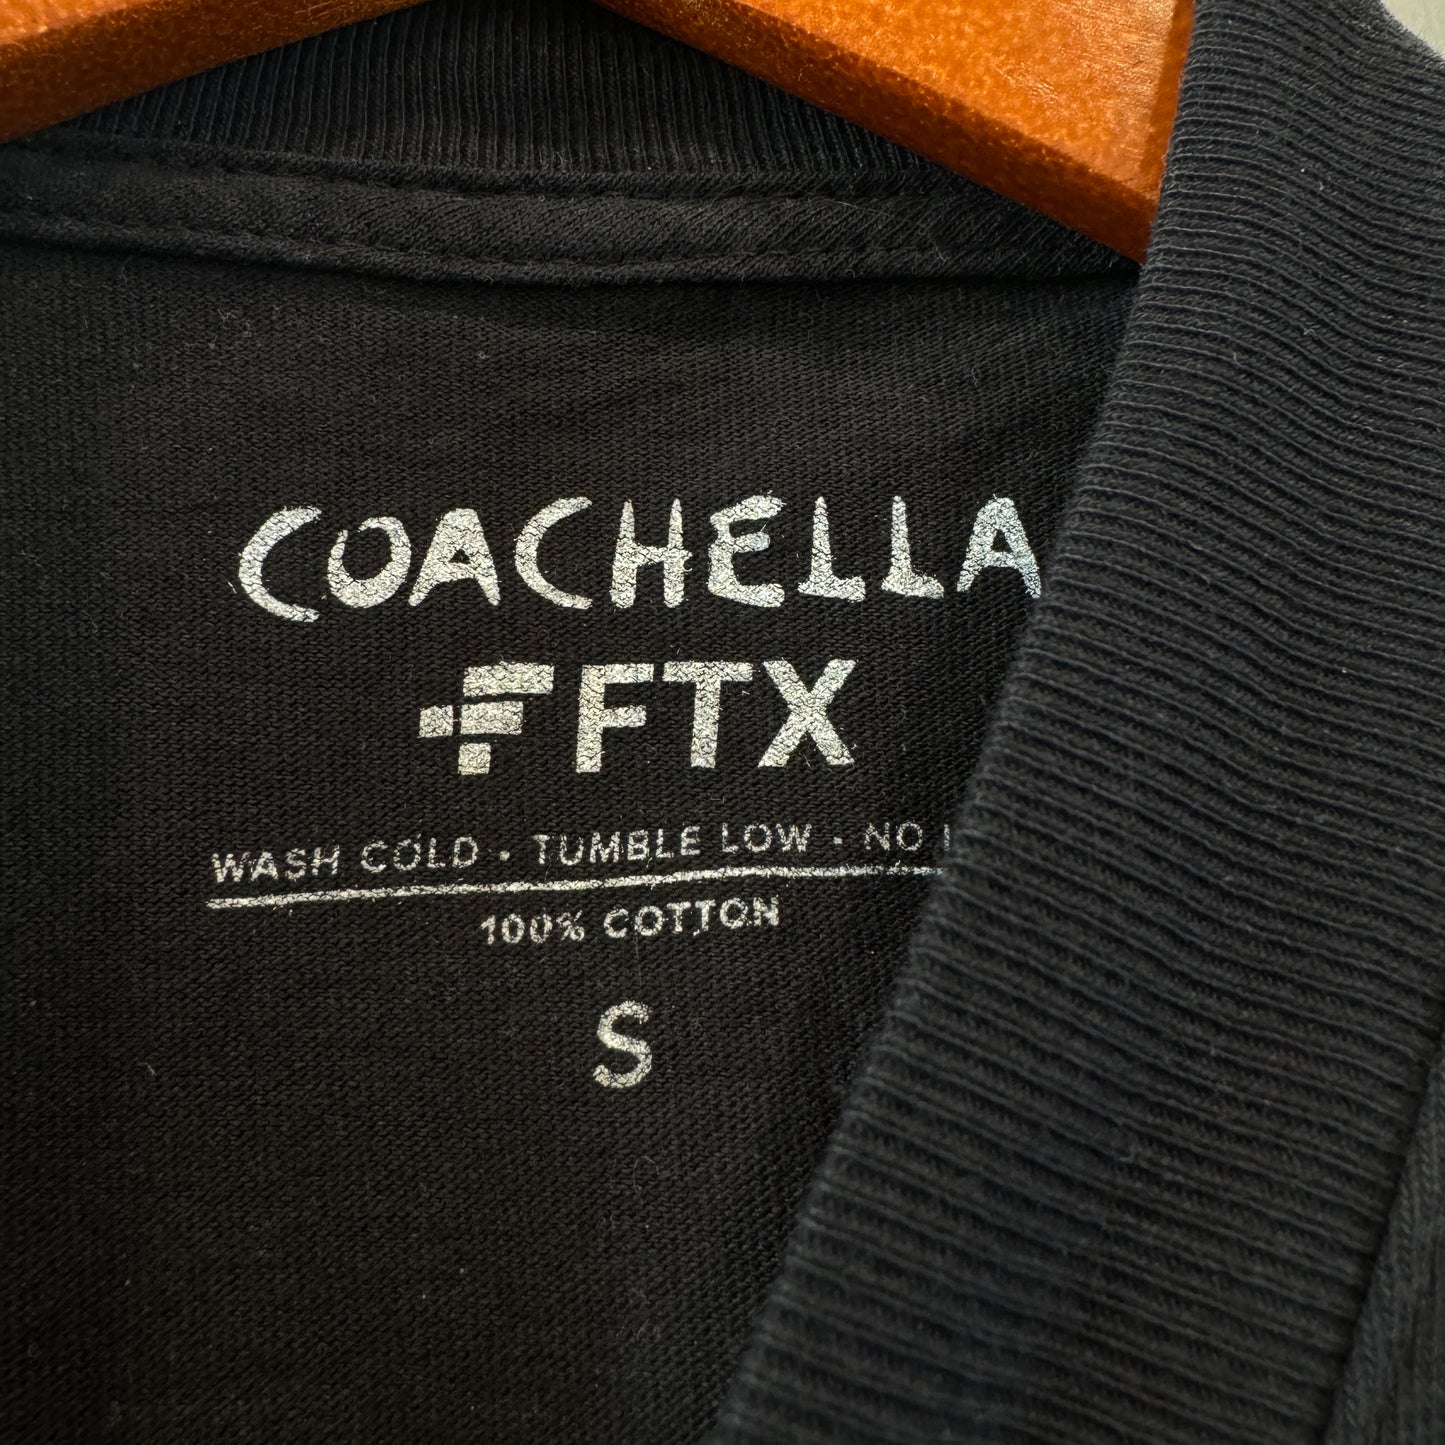 COACHELLA
FTX
WASH COLD · TUMBLE LOW · NO
100% COTTON
S